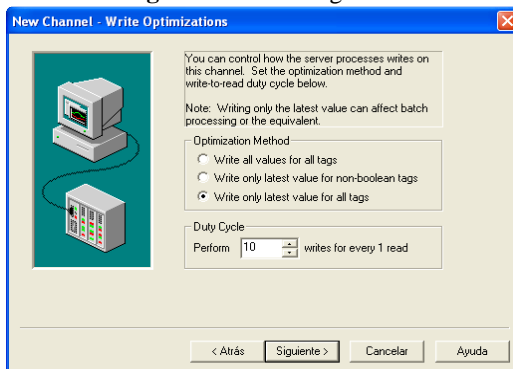 New Channel - Write Optimizations
You can control how the server processes writes on
this channel. Set the optimization method and
write-to-read duty cycle below.
Note: Writing only the latest value can affect batch
processing or the equivalent.
Optimization Method
Write all values for all tags
Write only latest value for non-boolean tags
Write only latest value for all tags
Duty Cycle
Perform 10 writes for every 1 read
< Atrás Siguiente > Cancelar Ayuda